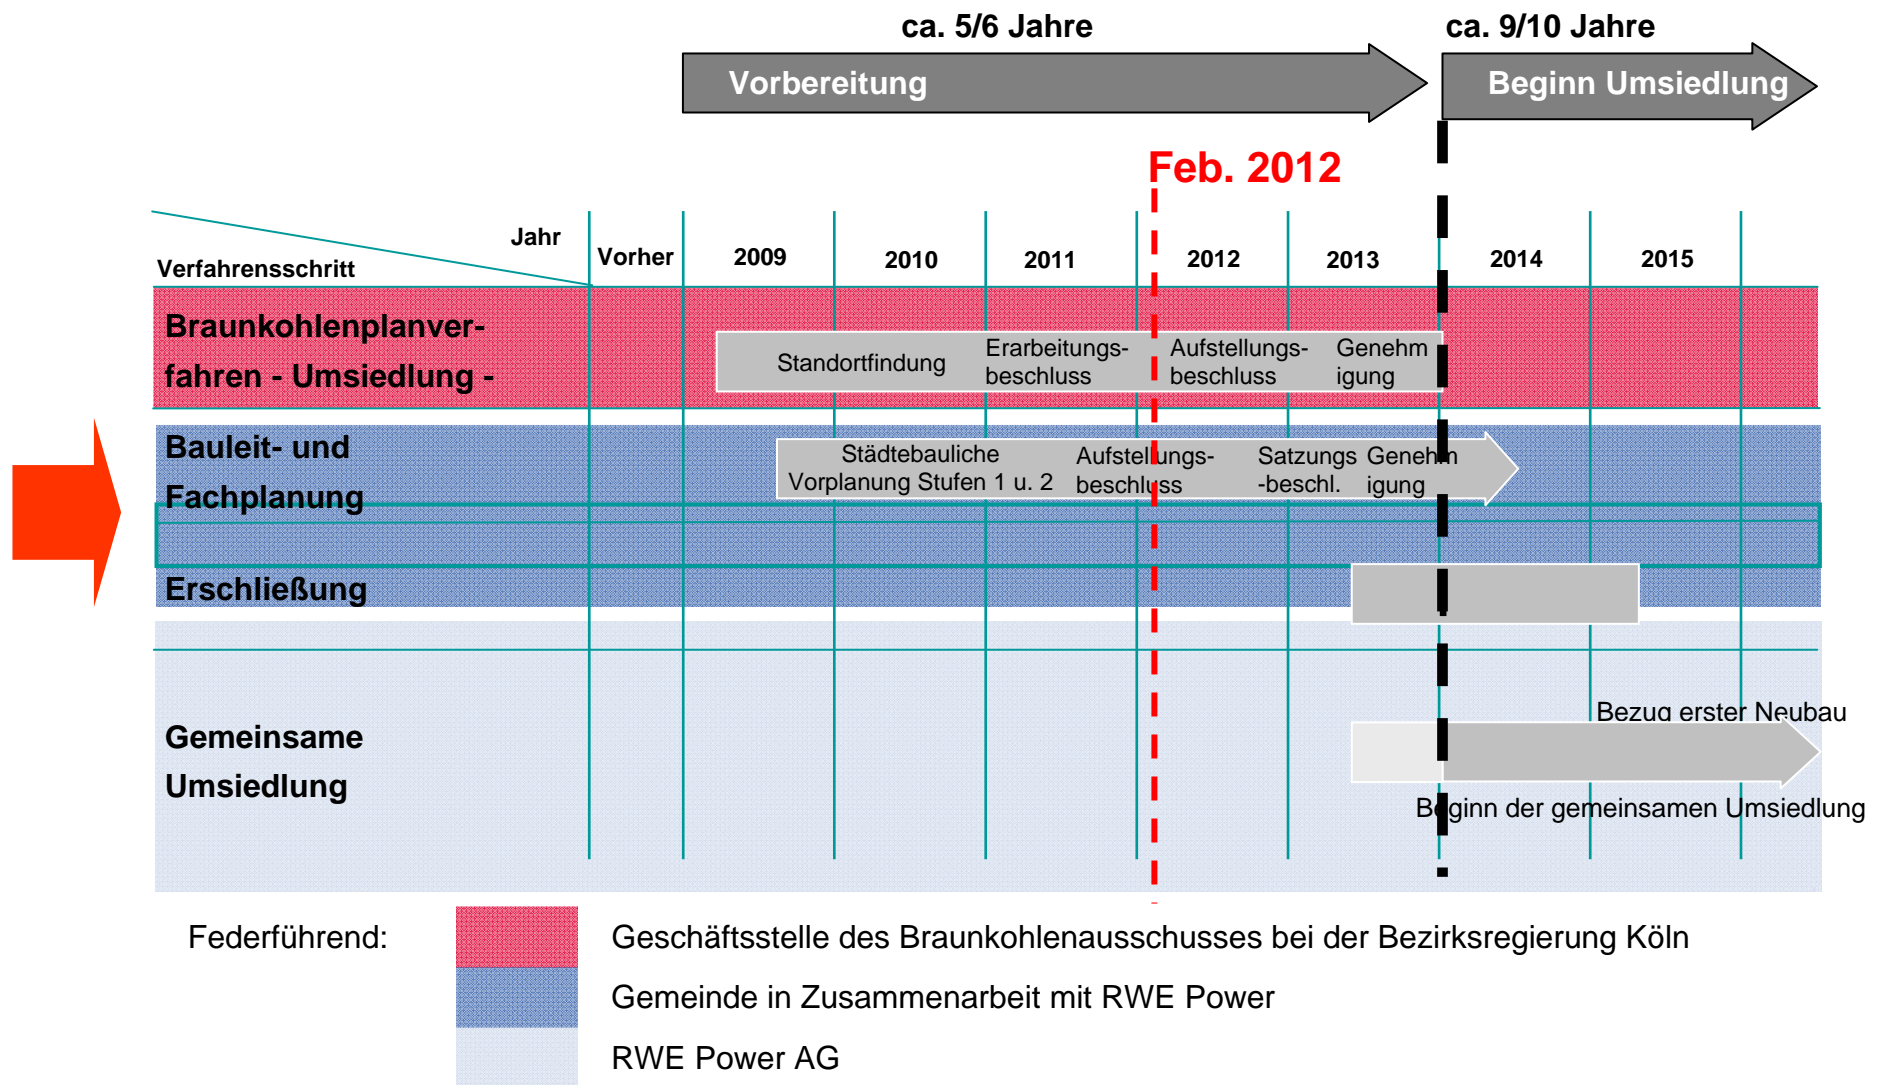 ca. 5/6 Jahre
ca. 9/10 Jahre
Vorbereitung
Beginn Umsiedlung
Feb. 2012
Jahr
Verfahrensschritt
Vorher
2009
2010
2011
2012
2013
2014
2015
Braunkohlenplanver-
fahren - Umsiedlung -
Standortfindung
Erarbeitungs-
beschluss
Aufstellungs-
beschluss
Genehm
igung
Bauleit- und
Fachplanung
Städtebauliche
Vorplanung Stufen 1 u. 2
Aufstellungs-
beschluss
Satzungs
-beschl.
Genehm
igung
Erschließung
Gemeinsame
Umsiedlung
Bezug erster Neubau
Beginn der gemeinsamen Umsiedlung
Federführend:
Geschäftsstelle des Braunkohlenausschusses bei der Bezirksregierung Köln
Gemeinde in Zusammenarbeit mit RWE Power
RWE Power AG